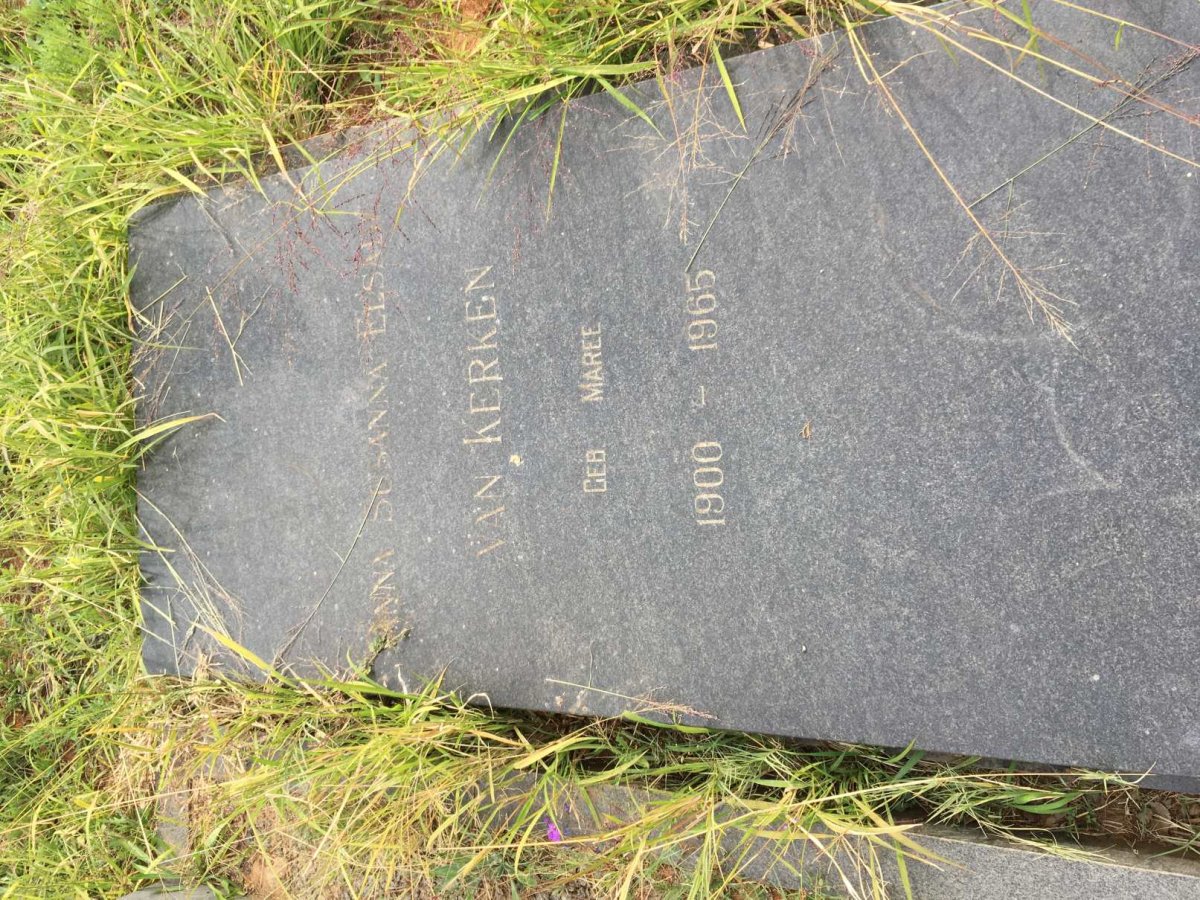 SUSANNA
VAN KERKEN
GEB MAREE
1900 – 1965